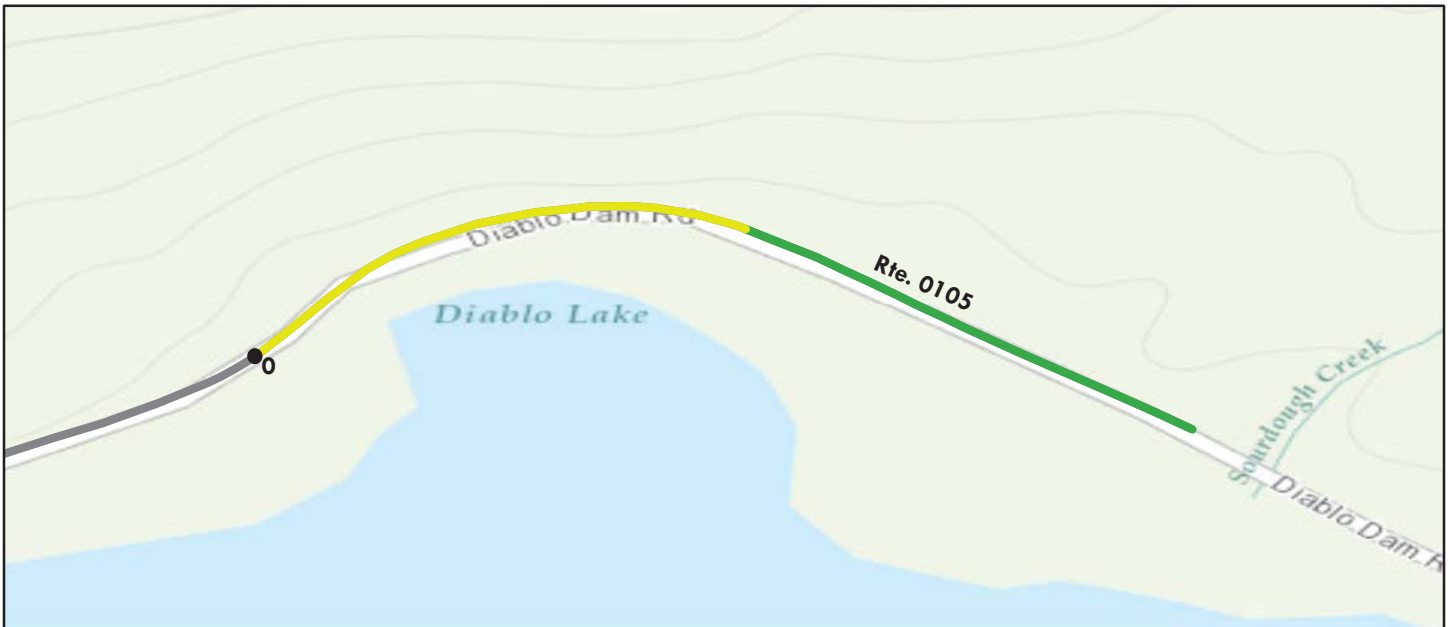 Diablo Dam Rd
Rte. 0105
Diablo Lake
0
Sourdough Creek
Diablo Dam R